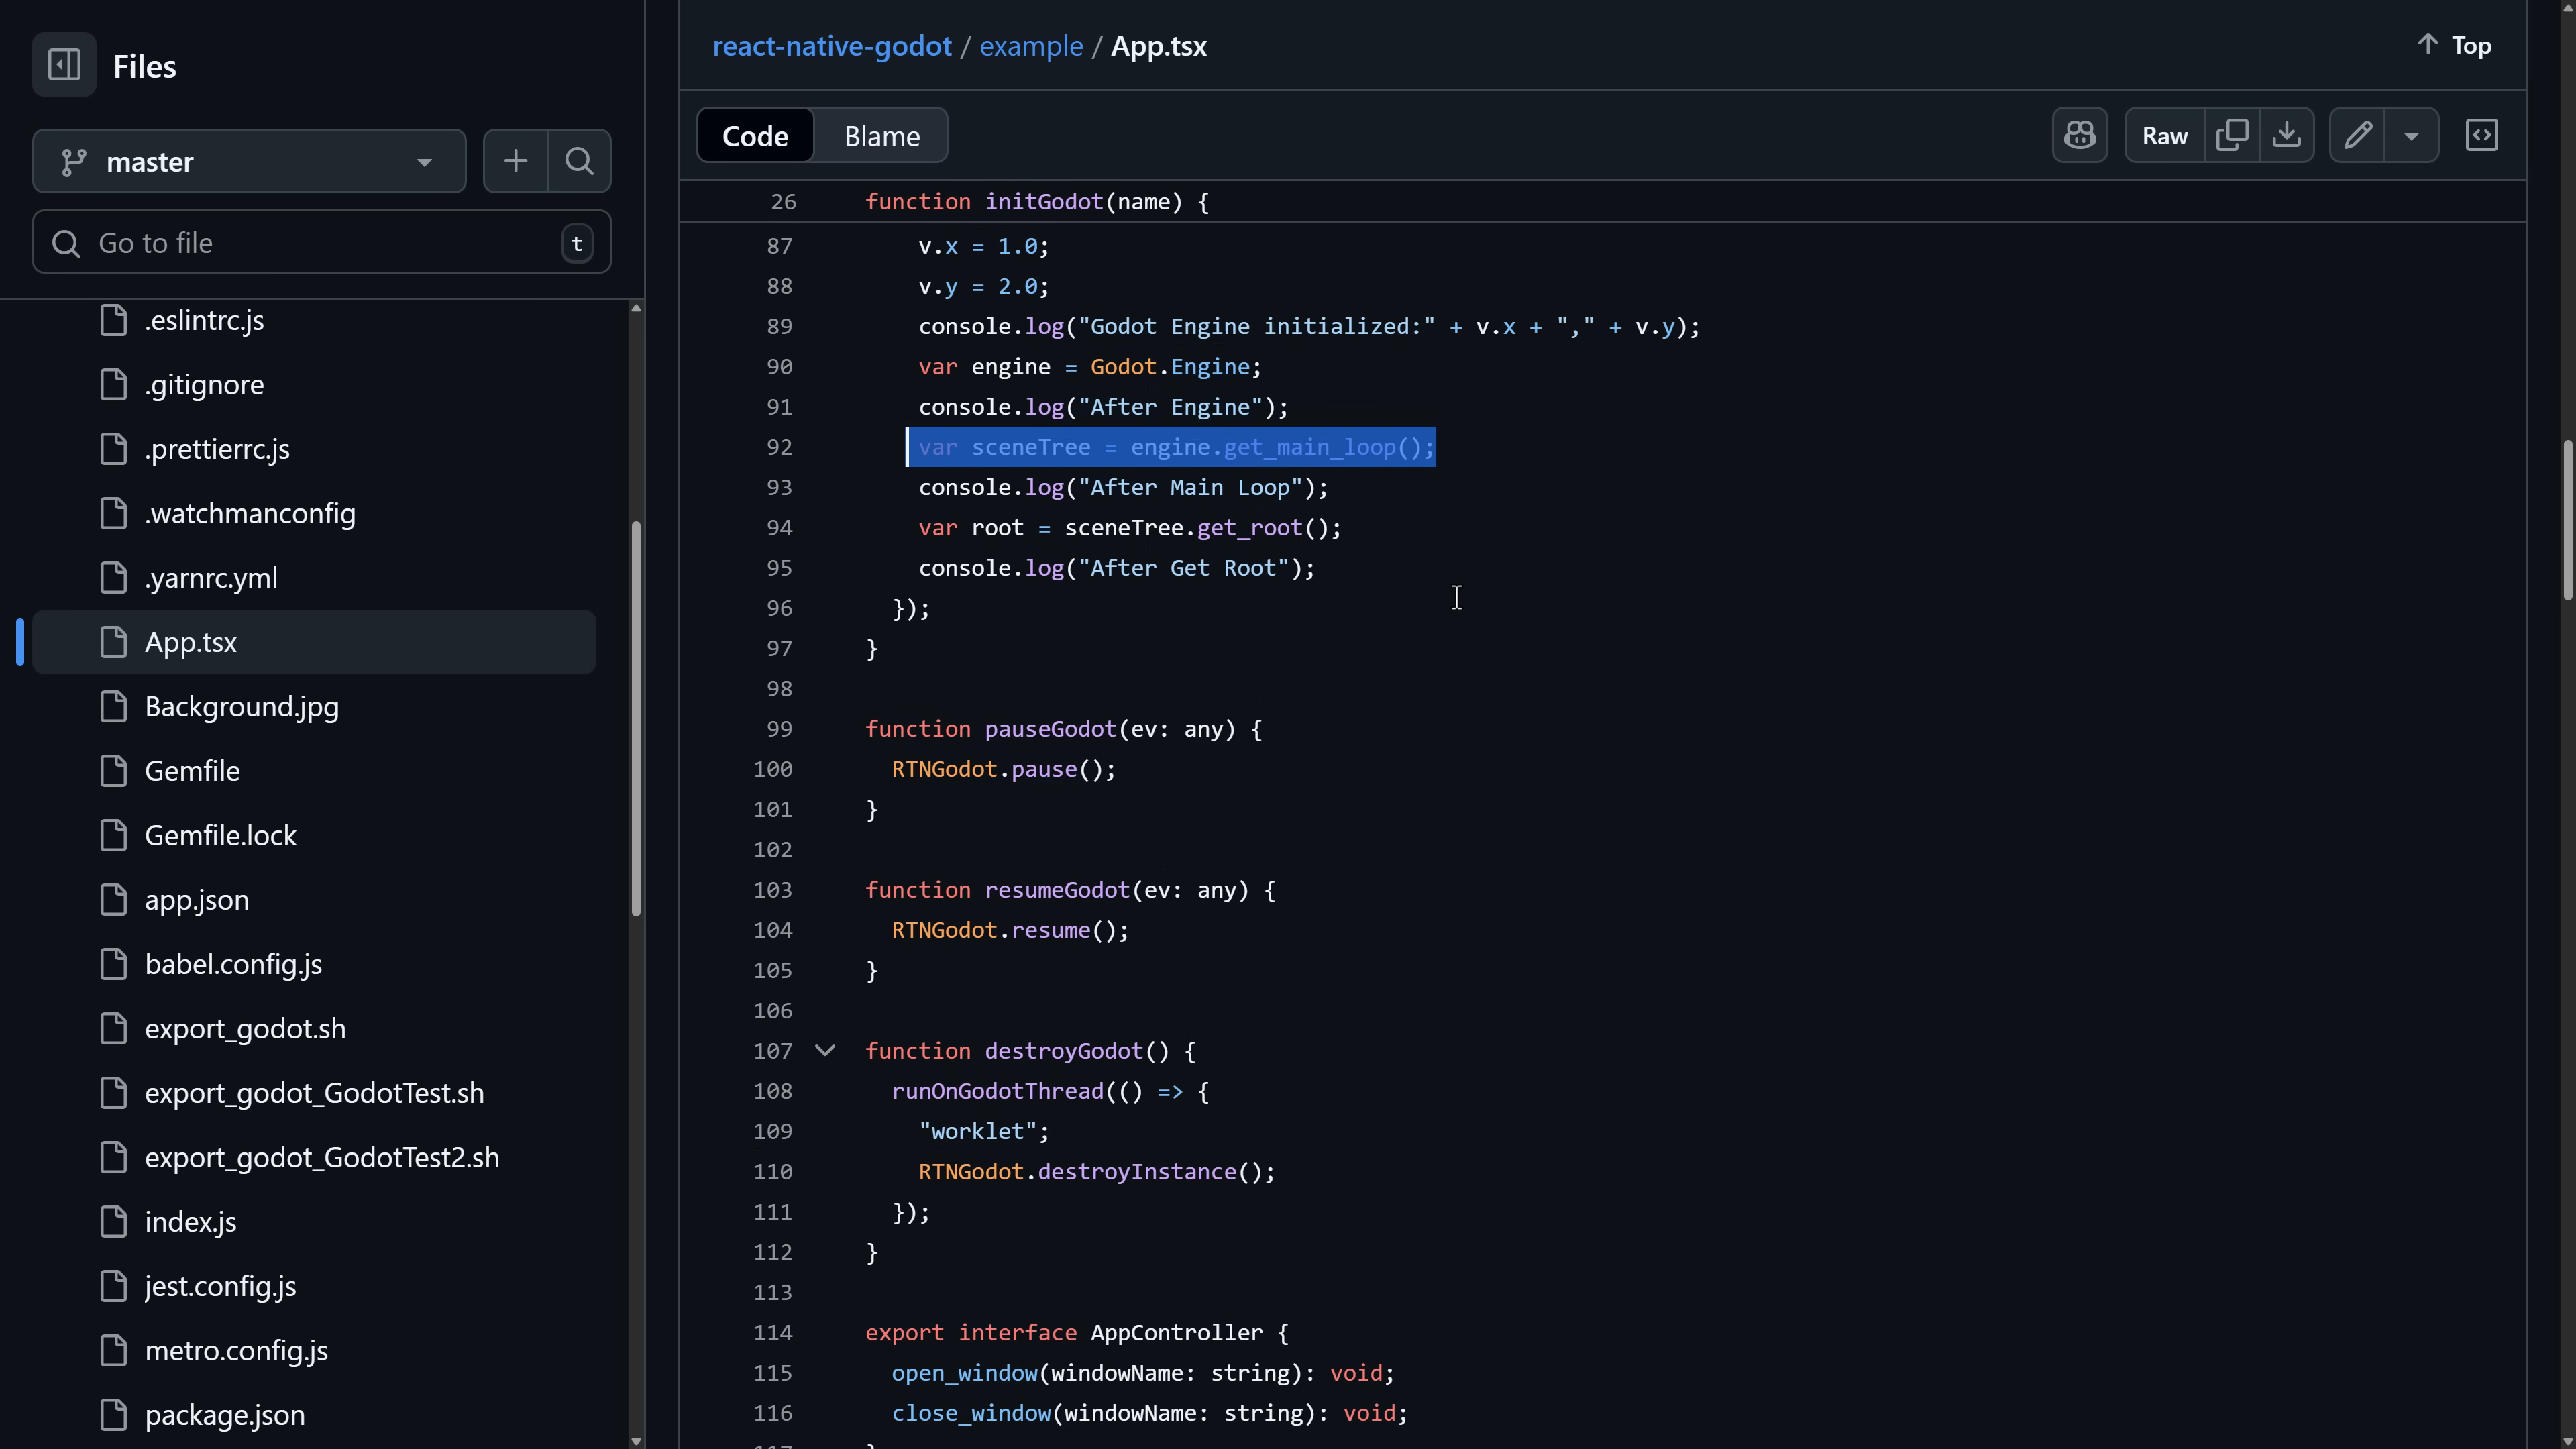 Files
master
Go to file
t
.eslintrc.js
.gitignore
.prettierrc.js
.watchmanconfig
.yarnrc.yml
App.tsx
Background.jpg
Gemfile
Gemfile.lock
app.json
babel.config.js
export_godot.sh
export_godot_GodotTest.sh
export_godot_GodotTest2.sh
index.js
jest.config.js
metro.config.js
package.json
react-native-godot / example / App.tsx
Top
Code Blame
Raw
26 function initGodot(name) {
87 v.x = 1.0;
88 v.y = 2.0;
89 console.log("Godot Engine initialized:" + v.x + "," + v.y);
90 var engine = Godot.Engine;
91 console.log("After Engine");
92 var sceneTree = engine.get_main_loop();
93 console.log("After Main Loop");
94 var root = sceneTree.get_root();
95 console.log("After Get Root");
96 });
97 }
98
99 function pauseGodot(ev: any) {
100 RTNGodot.pause();
101 }
102
103 function resumeGodot(ev: any) {
104 RTNGodot.resume();
105 }
106
107 function destroyGodot() {
108 runOnGodotThread(() => {
109 "worklet";
110 RTNGodot.destroyInstance();
111 });
112 }
113
114 export interface AppController {
115 open_window(windowName: string): void;
116 close_window(windowName: string): void;